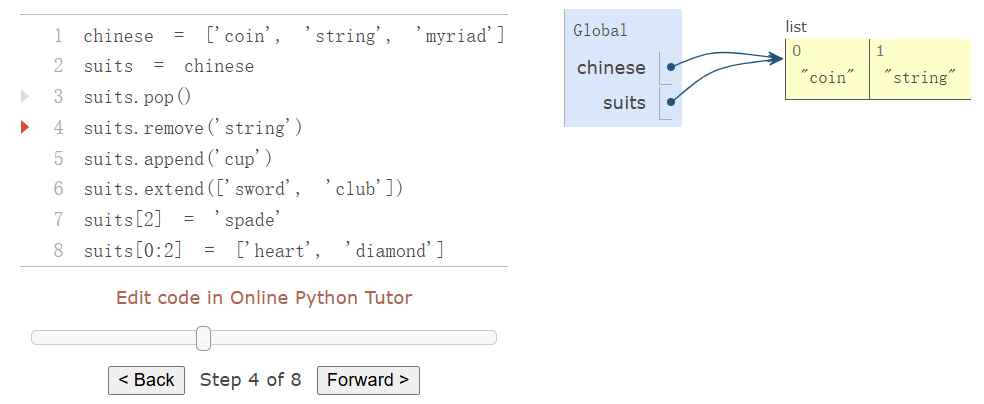 1 chinese = ['coin', 'string', 'myriad']
2 suits = chinese
3 suits.pop()
4 suits.remove('string')
5 suits.append('cup')
6 suits.extend(['sword', 'club'])
7 suits[2] = 'spade'
8 suits[0:2] = ['heart', 'diamond']
Edit code in Online Python Tutor
< Back Step 4 of 8 Forward >
Global
chinese
suits
list
0 1
"coin" "string"